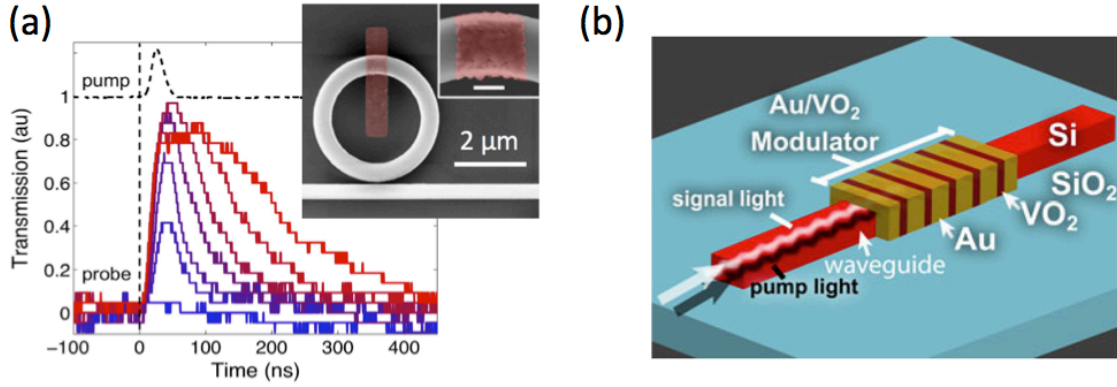 (a)
pump
1
0.8
0.6
0.4
0.2
0
probe
Transmission (au)
−100
0
100
200
300
400
Time (ns)
2 μm
(b)
Au/VO2
Modulator
Si
SiO2
VO2
Au
signal light
waveguide
pump light